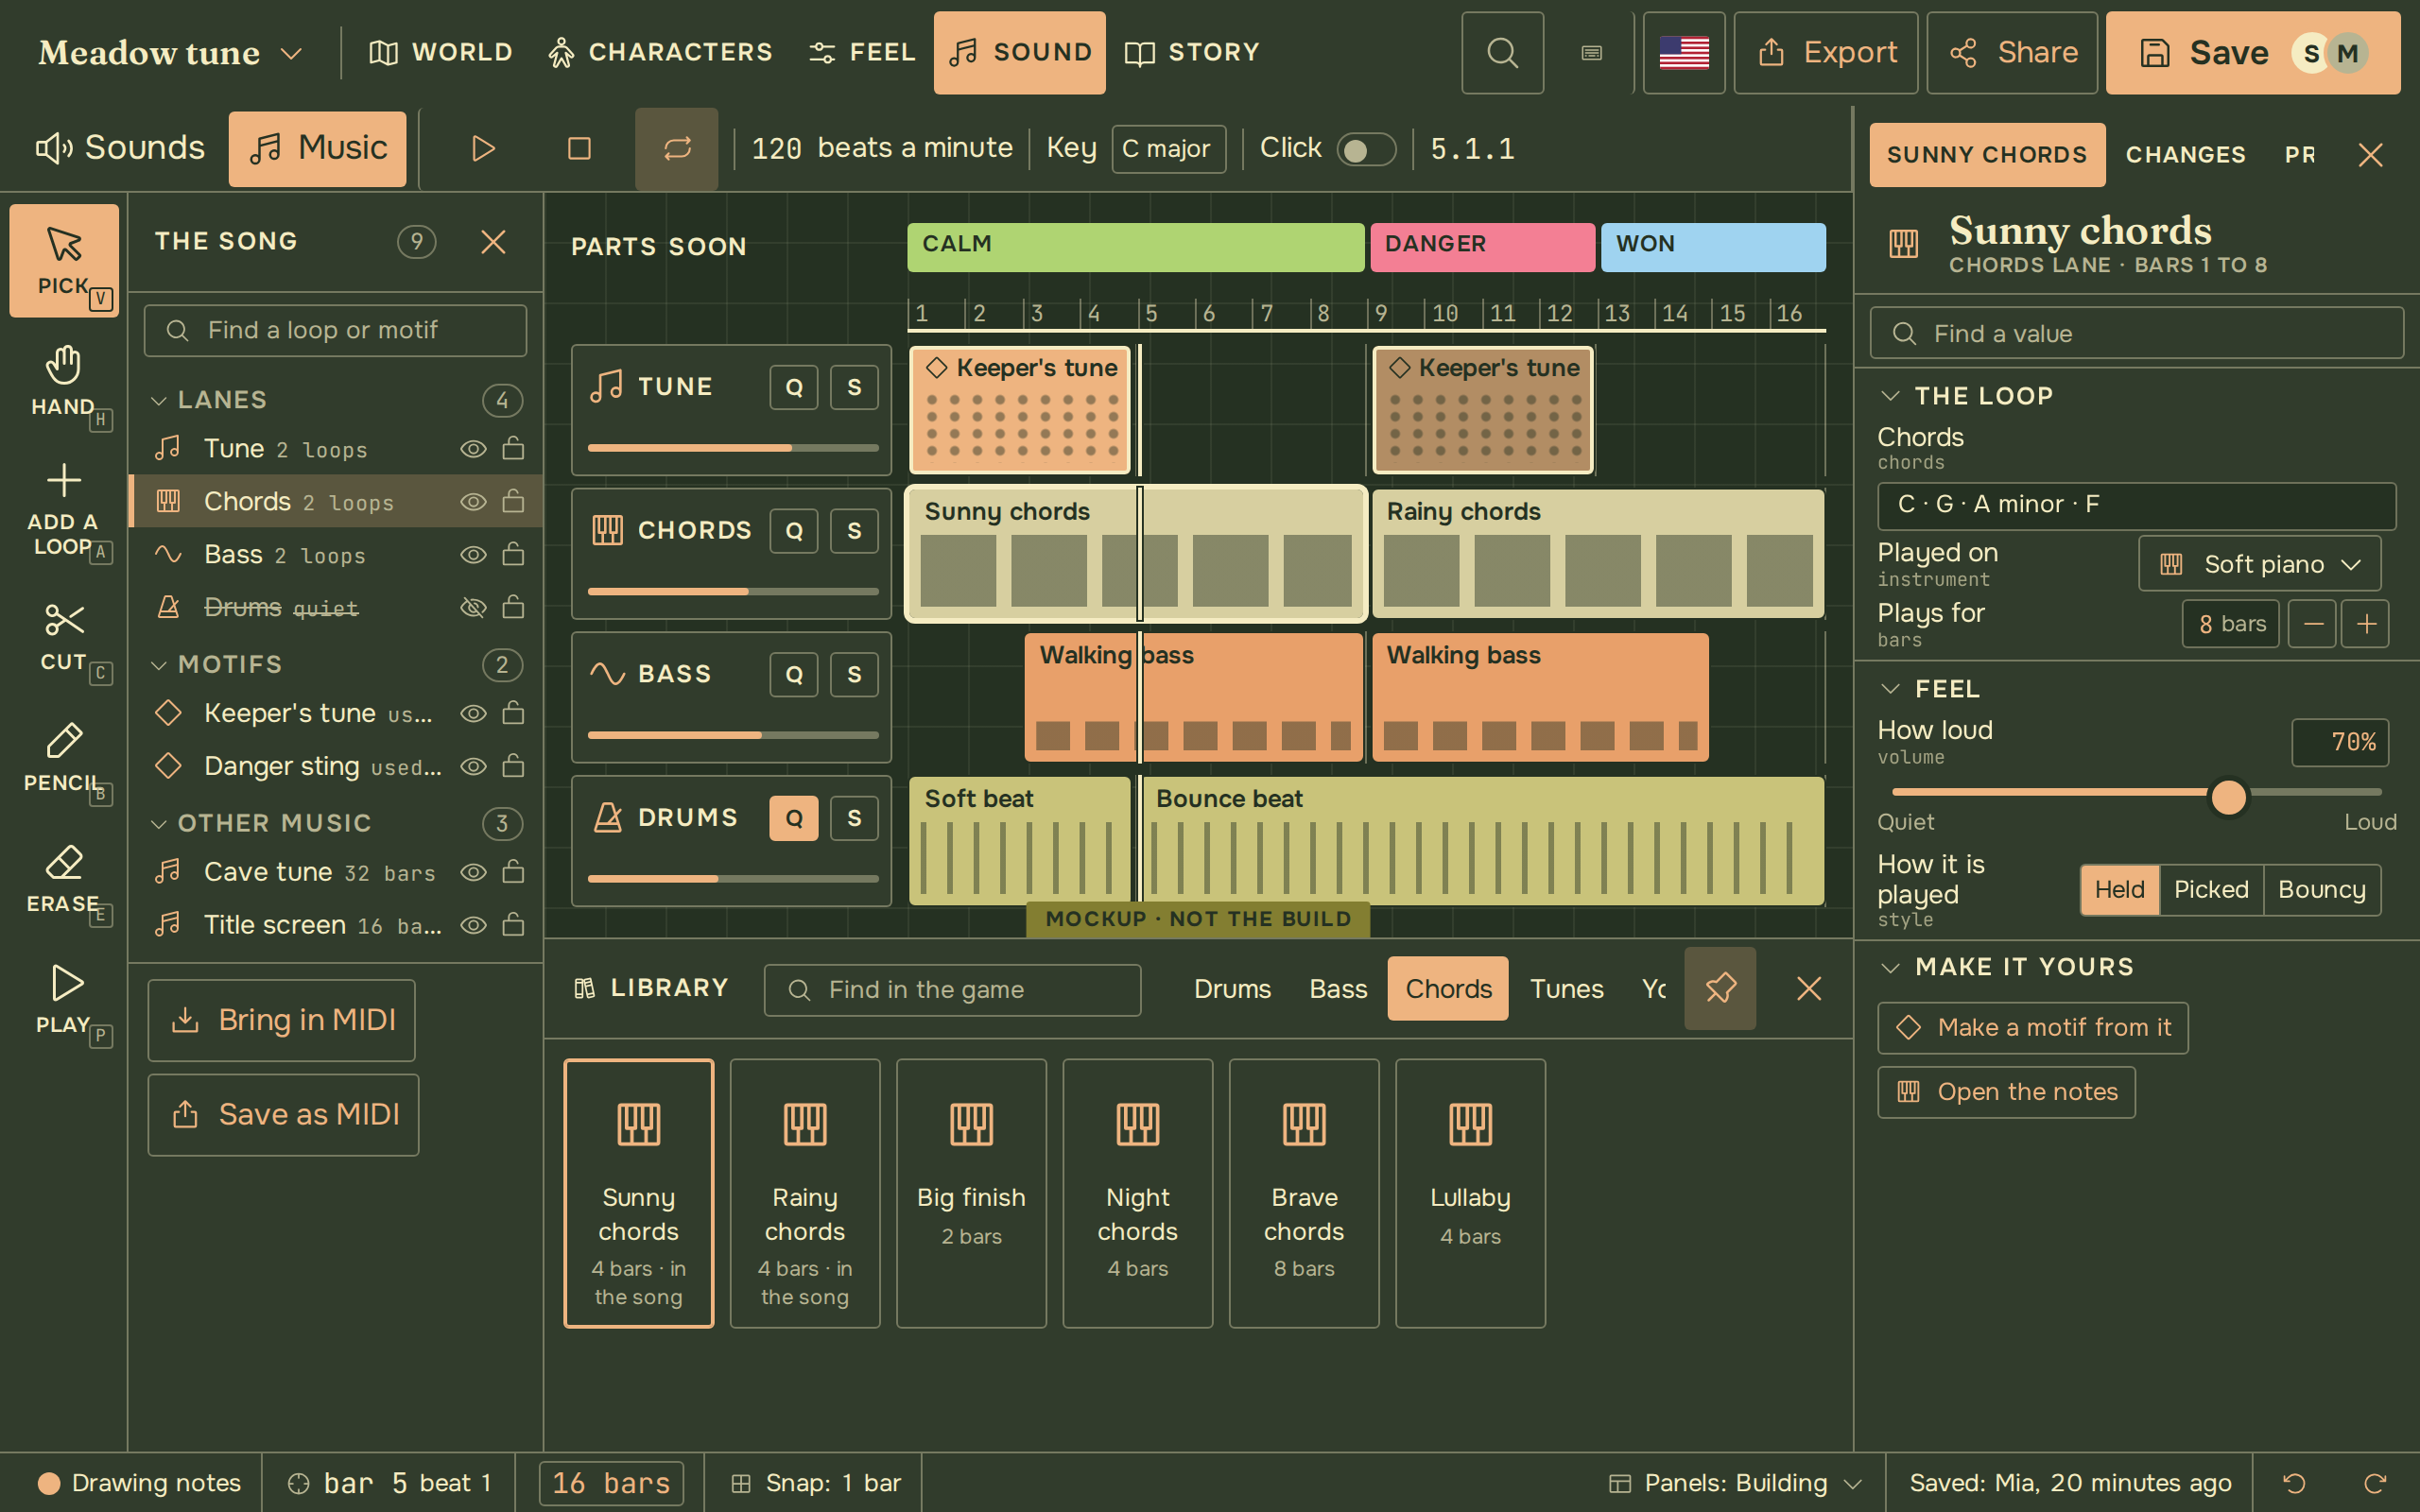 Meadow tune
WORLD
CHARACTERS
FEEL
SOUND
STORY
Export
Share
Save
S
M
Sounds
Music
120 beats a minute
Key
C major
Click
5.1.1
SUNNY CHORDS
CHANGES
PR
PICK
V
HAND
H
ADD A
LOOP
A
CUT
C
PENCIL
B
ERASE
E
PLAY
P
THE SONG
9
Find a loop or motif
LANES
4
Tune 2 loops
Chords 2 loops
Bass 2 loops
Drums quiet
MOTIFS
2
Keeper's tune us...
Danger sting used...
OTHER MUSIC
3
Cave tune 32 bars
Title screen 16 ba...
Bring in MIDI
Save as MIDI
PARTS SOON
CALM
DANGER
WON
1 2 3 4 5 6 7 8 9 10 11 12 13 14 15 16
TUNE
Q
S
Keeper's tune
Keeper's tune
CHORDS
Q
S
Sunny chords
Rainy chords
BASS
Q
S
Walking bass
Walking bass
DRUMS
Q
S
Soft beat
Bounce beat
MOCKUP · NOT THE BUILD
LIBRARY
Find in the game
Drums
Bass
Chords
Tunes
Yo
Sunny
chords
4 bars · in
the song
Rainy
chords
4 bars · in
the song
Big finish
2 bars
Night
chords
4 bars
Brave
chords
8 bars
Lullaby
4 bars
Sunny chords
CHORDS LANE · BARS 1 TO 8
Find a value
THE LOOP
Chords
chords
C · G · A minor · F
Played on
instrument
Soft piano
Plays for
bars
8 bars
FEEL
How loud
volume
70%
Quiet
Loud
How it is
played
style
Held
Picked
Bouncy
MAKE IT YOURS
Make a motif from it
Open the notes
Drawing notes
bar 5 beat 1
16 bars
Snap: 1 bar
Panels: Building
Saved: Mia, 20 minutes ago